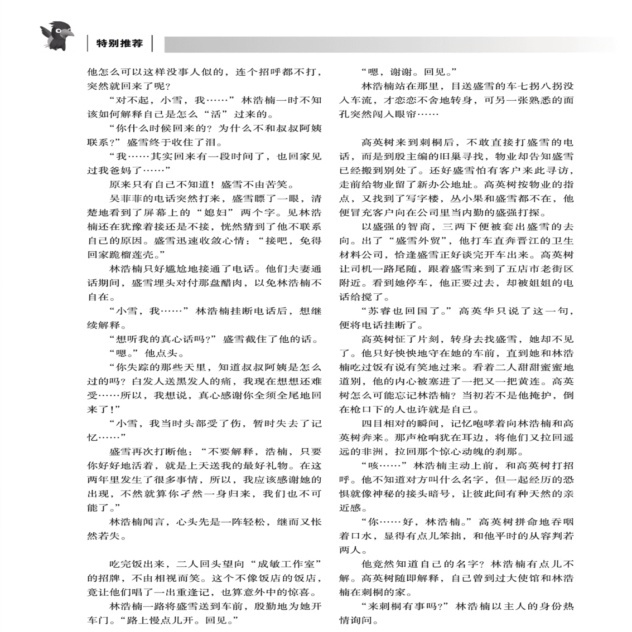 特别推荐
他怎么可以这样没事人似的，连个招呼都不打，
突然就回来了呢？
“对不起，小雪，我……”林浩楠一时不知
该如何解释自己是怎么“活”过来的。
“你什么时候回来的？为什么不和叔叔阿姨
联系？”盛雪终于收住了泪。
“我……其实回来有一段时间了，也回家见
过我爸妈了……”
原来只有自己不知道！盛雪不由苦笑。
吴菲菲的电话突然打来，盛雪瞟了一眼，清
楚地看到了屏幕上的“媳妇”两个字。见林浩
楠还在犹豫着接还是不接，恍然猜到了他不联系
自己的原因。盛雪迅速收敛心情：“接吧，免得
回家跪榴莲壳。”
林浩楠只好尴尬地接通了电话。他们夫妻通
话期间，盛雪埋头对付那盘醋肉，以免林浩楠不
自在。
“小雪，我……”林浩楠挂断电话后，想继
续解释。
“想听我的真心话吗？”盛雪截住了他的话。
“嗯。”他点头。
“你失踪的那些天里，知道叔叔阿姨是怎么
过的吗？白发人送黑发人的痛，我现在想想还难
受……所以，我想说，真心感谢你全须全尾地回
来了！”
“小雪，我当时头部受了伤，暂时失去了记
忆……”
盛雪再次打断他：“不要解释，浩楠，只要
你好好地活着，就是上天送我的最好礼物。在这
两年里发生了很多事情，所以，我应该感谢她的
出现，不然就算你孑然一身归来，我们也不可
能了。”
林浩楠闻言，心头先是一阵轻松，继而又怅
然若失。
吃完饭出来，二人回头望向“成敏工作室”
的招牌，不由相视而笑。这个不像饭店的饭店，
竟让他们唱了一出重逢记，也算意外中的惊喜。
林浩楠一路将盛雪送到车前，殷勤地为她开
车门。“路上慢点儿开。回见。”
“嗯，谢谢。回见。”
林浩楠站在那里，目送盛雪的车七拐八拐没
入车流，才恋恋不舍地转身，可另一张熟悉的面
孔突然闯入眼帘……
高英树来到刺桐后，不敢直接打盛雪的电
话，而是到殷主编的旧巢寻找，物业却告知盛雪
已经搬到别处了。还好盛雪怕有客户来此寻访，
走前给物业留了新办公地址。高英树按物业的指
点，又找到了写字楼，丛小果和盛雪都不在，他
便冒充客户向在公司里当内勤的盛强打探。
以盛强的智商，三两下便被套出盛雪的去
向。出了“盛雪外贸”，他打车直奔晋江的卫生
材料公司，恰逢盛雪正好谈完开车出来。高英树
让司机一路尾随，跟着盛雪来到了五店市老街区
附近。看到她停车，他正要过去，却被姐姐的电
话给搅了。
“苏睿也回国了。”高英华只说了这一句，
便将电话挂断了。
高英树怔了片刻，转身去找盛雪，她却不见
了。他只好怏怏地守在她的车前，直到她和林浩
楠吃过饭有说有笑地过来。看着二人甜甜蜜蜜地
道别，他的内心被塞进了一把又一把黄连。高英
树怎么可能忘记林浩楠？当初若不是他掩护，倒
在枪口下的人也许就是自己。
四目相对的瞬间，记忆咆哮着向林浩楠和高
英树奔来。那声枪响犹在耳边，将他们又拉回遥
远的非洲，拉回那个惊心动魄的刹那。
“咳……”林浩楠主动上前，和高英树打招
呼。他不知道对方叫什么名字，但一起经历的恐
惧就像神秘的接头暗号，让彼此间有种天然的亲
近感。
“你……好，林浩楠。”高英树拼命地吞咽
着口水，显得有点儿笨拙，和他平时的从容判若
两人。
他竟然知道自己的名字？林浩楠有点儿不
解。高英树随即解释，自己曾到过大使馆和林浩
楠在刺桐的家。
“来刺桐有事吗？”林浩楠以主人的身份热
情询问。